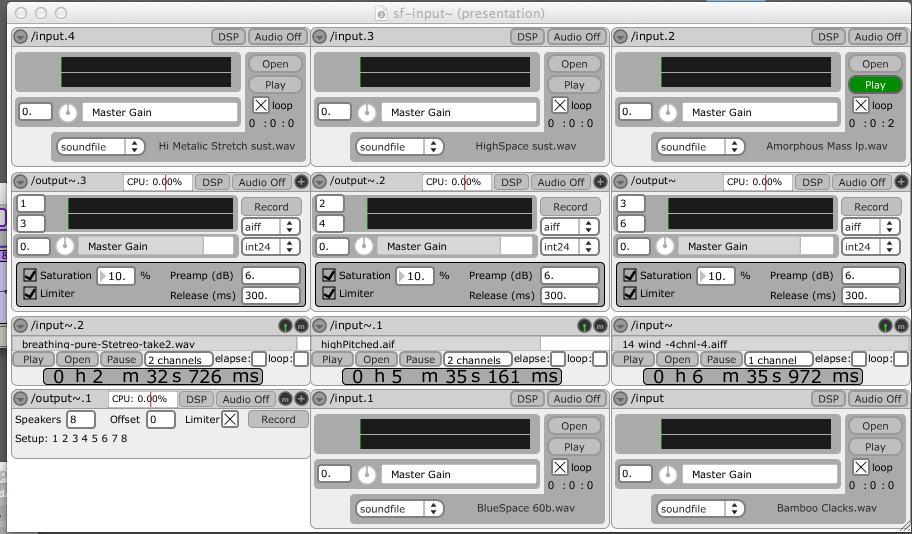 sf-input~ (presentation)
/input.4 DSP Audio Off /input.3 DSP Audio Off /input.2 DSP Audio Off
Open Open Open
Play Play Play
loop loop loop
0. Master Gain 0 : 0 : 0 0. Master Gain 0 : 0 : 0 0. Master Gain 0 : 0 : 2
soundfile Hi Metalic Stretch sust.wav soundfile HighSpace sust.wav soundfile Amorphous Mass lp.wav
/output~.3 CPU: 0.00% DSP Audio Off + /output~.2 CPU: 0.00% DSP Audio Off + /output~ CPU: 0.00% DSP Audio Off +
1 Record 2 Record 3 Record
3 aiff 4 aiff 6 aiff
0. Master Gain int24 0. Master Gain int24 0. Master Gain int24
Saturation 10. % Preamp (dB) 6. Saturation 10. % Preamp (dB) 6. Saturation 10. % Preamp (dB) 6.
Limiter Release (ms) 300. Limiter Release (ms) 300. Limiter Release (ms) 300.
/input~.2 m /input~.1 m /input~ m
breathing-pure-Stetreo-take2.wav highPitched.aif 14 wind -4chnl-4.aiff
Play Open Pause 2 channels elapse: loop: Play Open Pause 2 channels elapse: loop: Play Open Pause 1 channel elapse: loop:
0 h 2 m 32 s 726 ms 0 h 5 m 35 s 161 ms 0 h 6 m 35 s 972 ms
/output~.1 CPU: 0.00% DSP Audio Off m + /input.1 DSP Audio Off /input DSP Audio Off
Speakers 8 Offset 0 Limiter Record Open Open
Setup: 1 2 3 4 5 6 7 8 Play Play
loop loop
0. Master Gain 0 : 0 : 0 0. Master Gain 0 : 0 : 0
soundfile BlueSpace 60b.wav soundfile Bamboo Clacks.wav